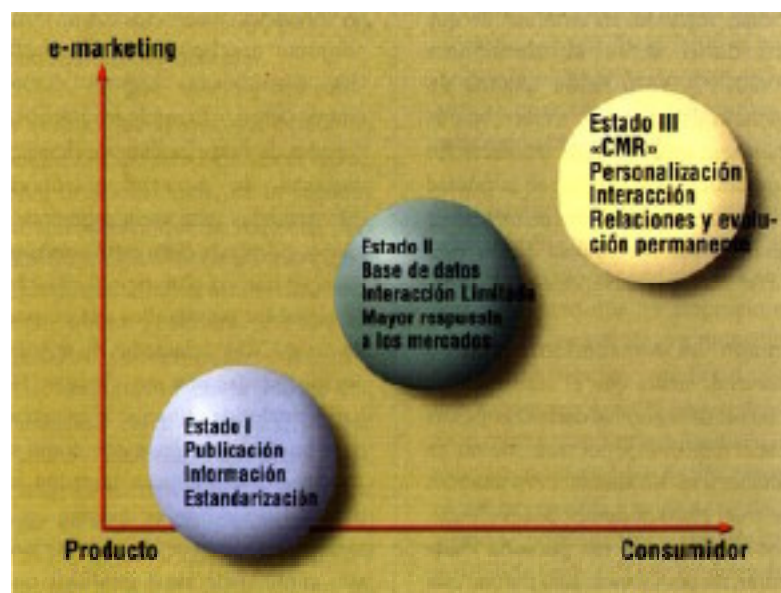 e-marketing
Estado III
«CMR»
Personalización
Interacción
Relaciones y evolu-
ción permanente
Estado II
Base de datos
Interacción Limitada
Mayor respuesta
a los mercados
Estado I
Publicación
Información
Estandarización
Producto
Consumidor